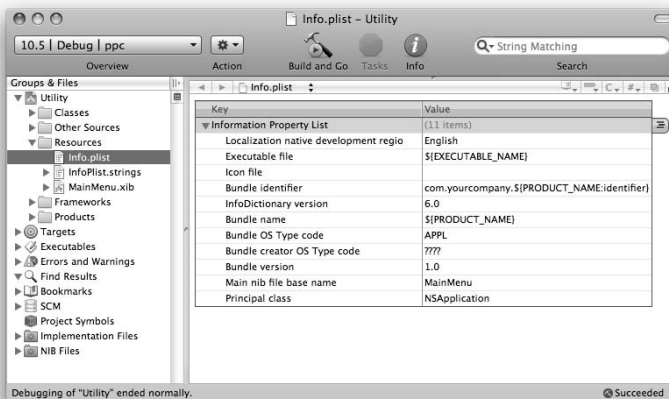 Info.plist – Utility
10.5 | Debug | ppc
String Matching
Overview
Action
Build and Go
Tasks
Info
Search
Groups & Files
Info.plist
Utility
Classes
Other Sources
Resources
Info.plist
InfoPlist.strings
MainMenu.xib
Frameworks
Products
Targets
Executables
Errors and Warnings
Find Results
Bookmarks
SCM
Project Symbols
Implementation Files
NIB Files
Key Value
Information Property List (11 items)
Localization native development regio English
Executable file ${EXECUTABLE_NAME}
Icon file
Bundle identifier com.yourcompany.${PRODUCT_NAME:identifier}
InfoDictionary version 6.0
Bundle name ${PRODUCT_NAME}
Bundle OS Type code APPL
Bundle creator OS Type code ????
Bundle version 1.0
Main nib file base name MainMenu
Principal class NSApplication
Debugging of "Utility" ended normally.
Succeeded